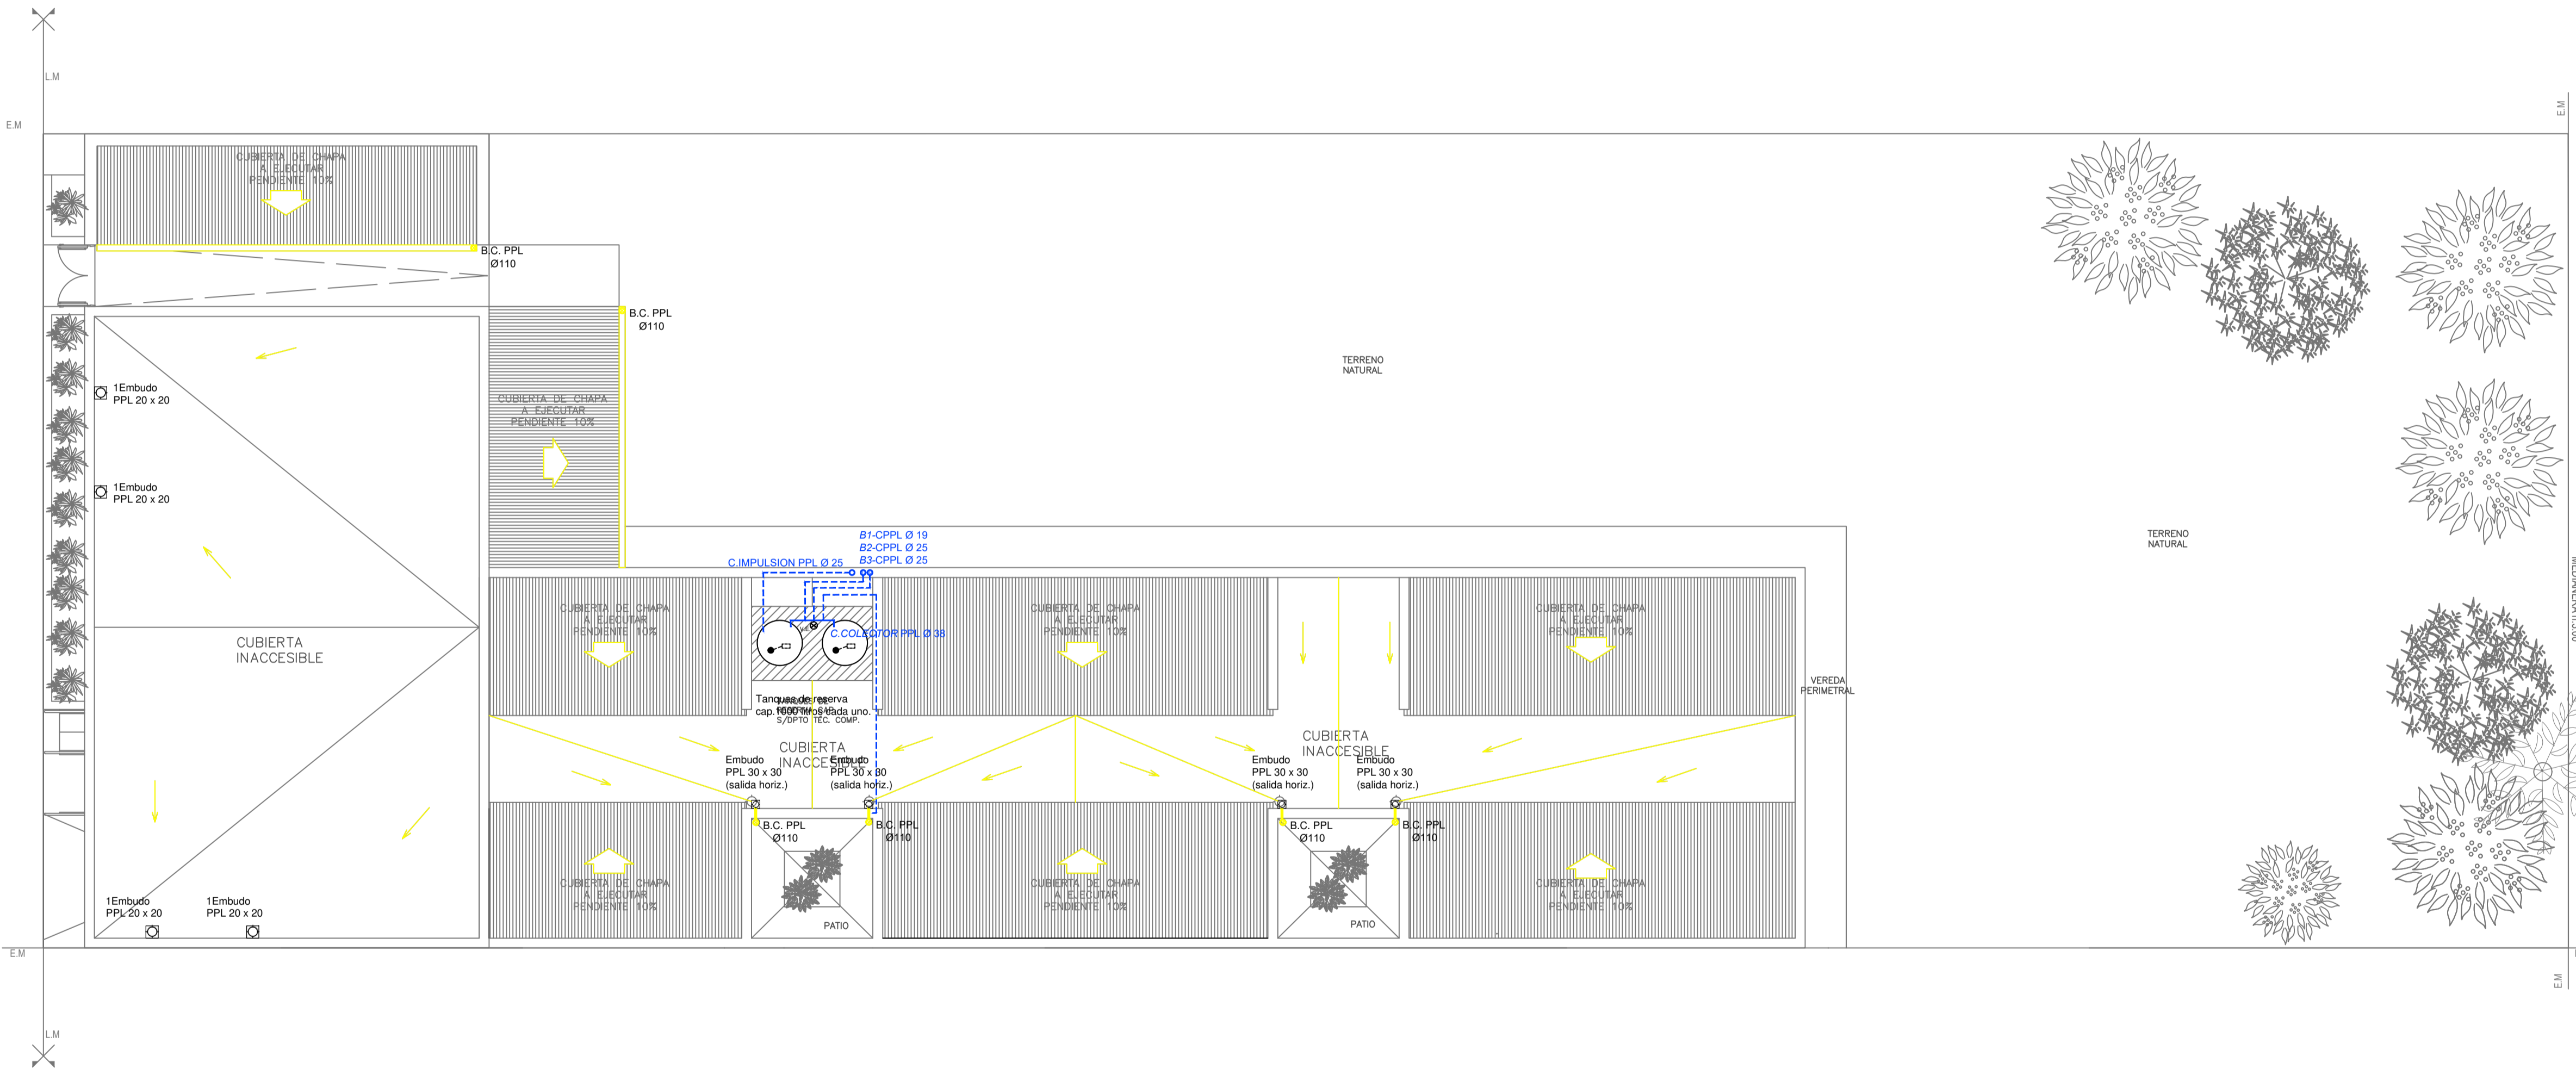 L.M
E.M
E.M
CUBIERTA DE CHAPA
A EJECUTAR
PENDIENTE 10%
B.C. PPL
Ø110
B.C. PPL
Ø110
TERRENO
NATURAL
1Embudo
PPL 20 x 20
CUBIERTA DE CHAPA
A EJECUTAR
PENDIENTE 10%
1Embudo
PPL 20 x 20
TERRENO
NATURAL
B1-CPPL Ø 19
B2-CPPL Ø 25
B3-CPPL Ø 25
C.IMPULSION PPL Ø 25
CUBIERTA DE CHAPA
A EJECUTAR
PENDIENTE 10%
C.COLECTOR PPL Ø 38
CUBIERTA DE CHAPA
A EJECUTAR
PENDIENTE 10%
CUBIERTA DE CHAPA
A EJECUTAR
PENDIENTE 10%
CUBIERTA
INACCESIBLE
VEREDA
PERIMETRAL
Tanques de reserva
cap.1000 litros cada uno.
S/DPTO TEC. COMP.
CUBIERTA
INACCESIBLE
CUBIERTA
INACCESIBLE
Embudo
PPL 30 x 30
(salida horiz.)
Embudo
PPL 30 x 30
(salida horiz.)
Embudo
PPL 30 x 30
(salida horiz.)
Embudo
PPL 30 x 30
(salida horiz.)
B.C. PPL
Ø110
B.C. PPL
Ø110
B.C. PPL
Ø110
B.C. PPL
Ø110
CUBIERTA DE CHAPA
A EJECUTAR
PENDIENTE 10%
CUBIERTA DE CHAPA
A EJECUTAR
PENDIENTE 10%
CUBIERTA DE CHAPA
A EJECUTAR
PENDIENTE 10%
1Embudo
PPL 20 x 20
1Embudo
PPL 20 x 20
PATIO
PATIO
E.M
E.M
L.M